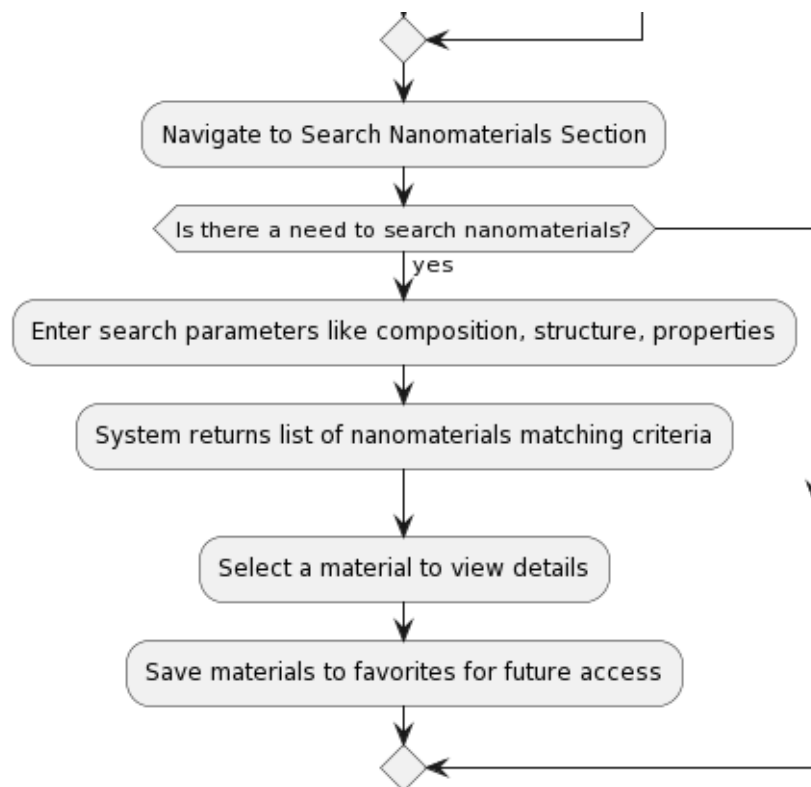 Navigate to Search Nanomaterials Section
Is there a need to search nanomaterials?
yes
Enter search parameters like composition, structure, properties
System returns list of nanomaterials matching criteria
Select a material to view details
Save materials to favorites for future access